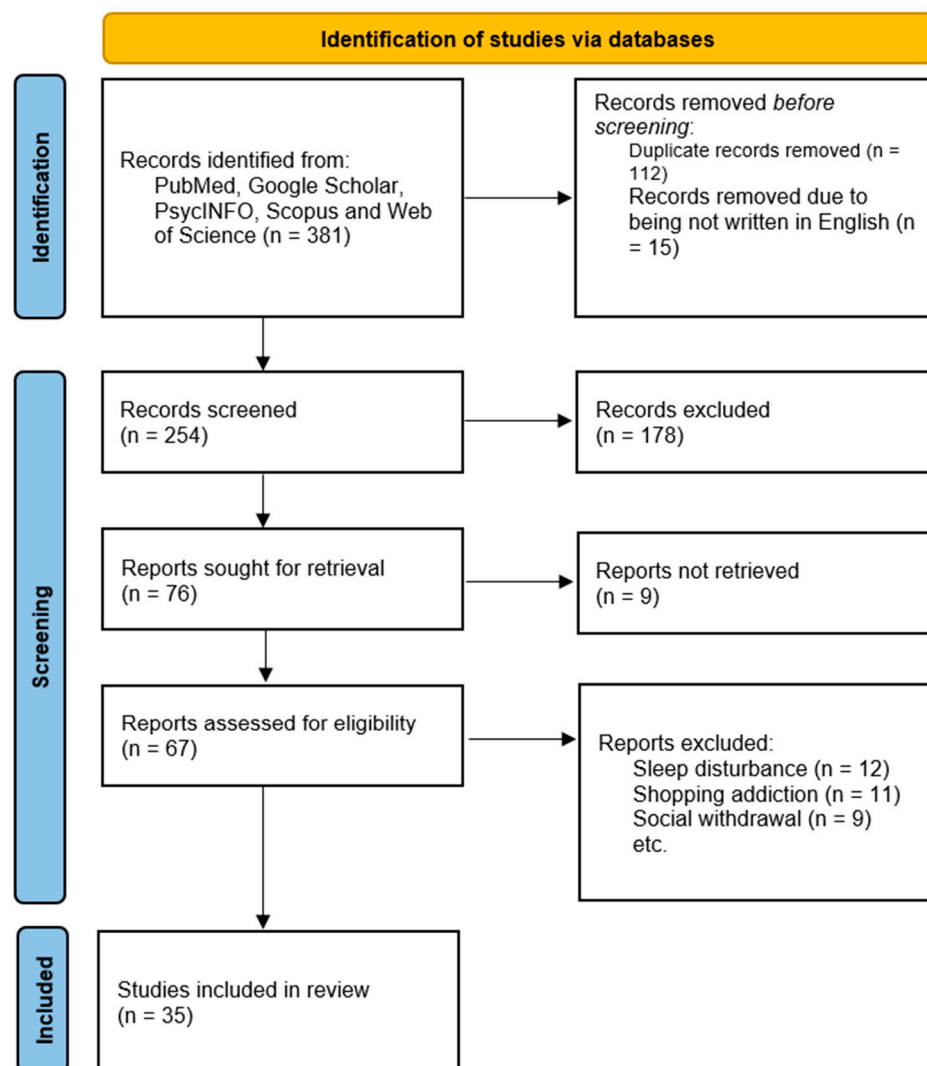 Identification of studies via databases
Identification
Records identified from:
PubMed, Google Scholar,
PsycINFO, Scopus and Web
of Science (n = 381)
Records removed before
screening:
Duplicate records removed (n =
112)
Records removed due to
being not written in English (n
= 15)
Screening
Records screened
(n = 254)
Records excluded
(n = 178)
Reports sought for retrieval
(n = 76)
Reports not retrieved
(n = 9)
Reports assessed for eligibility
(n = 67)
Reports excluded:
Sleep disturbance (n = 12)
Shopping addiction (n = 11)
Social withdrawal (n = 9)
etc.
Included
Studies included in review
(n = 35)